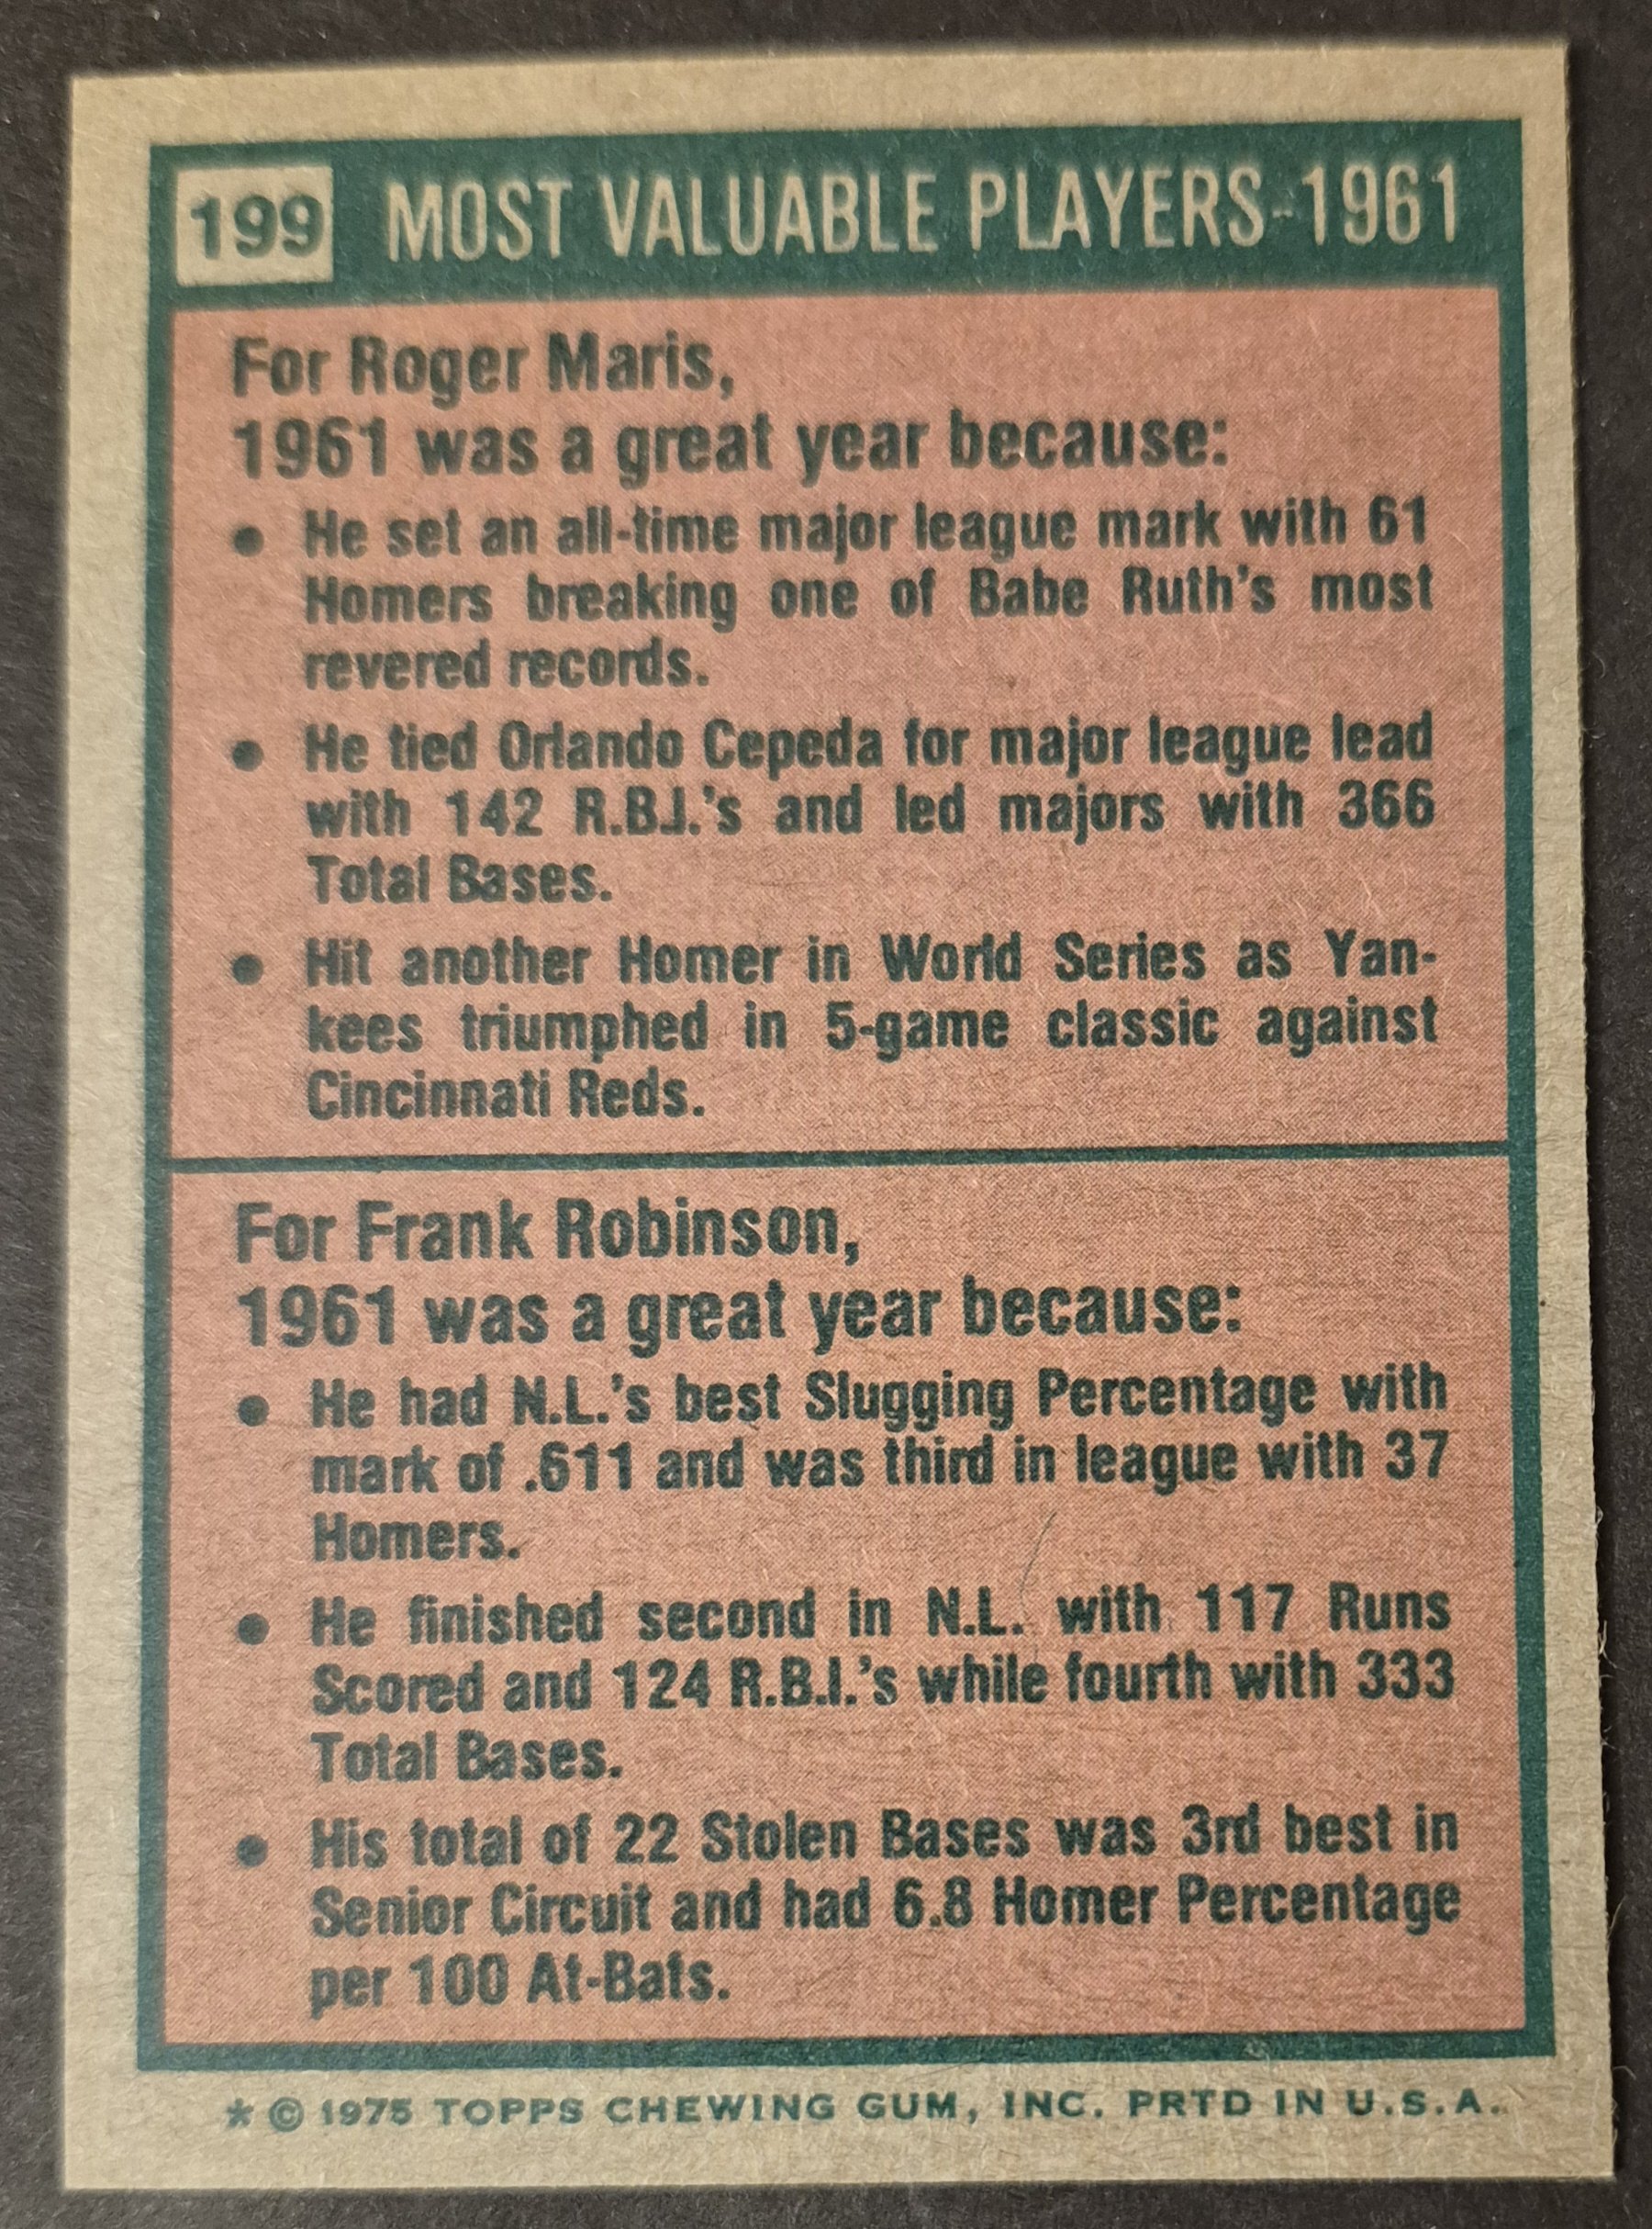 199 MOST VALUABLE PLAYERS-1961
For Roger Maris,
1961 was a great year because:
• He set an all-time major league mark with 61
Homers breaking one of Babe Ruth's most
revered records.
• He tied Orlando Cepeda for major league lead
with 142 R.B.I.'s and led majors with 366
Total Bases.
• Hit another Homer in World Series as Yan-
kees triumphed in 5-game classic against
Cincinnati Reds.
For Frank Robinson,
1961 was a great year because:
• He had N.L.'s best Slugging Percentage with
mark of .611 and was third in league with 37
Homers.
• He finished second in N.L. with 117 Runs
Scored and 124 R.B.I.'s while fourth with 333
Total Bases.
• His total of 22 Stolen Bases was 3rd best in
Senior Circuit and had 6.8 Homer Percentage
per 100 At-Bats.
* © 1975 TOPPS CHEWING GUM, INC. PRTD IN U.S.A.